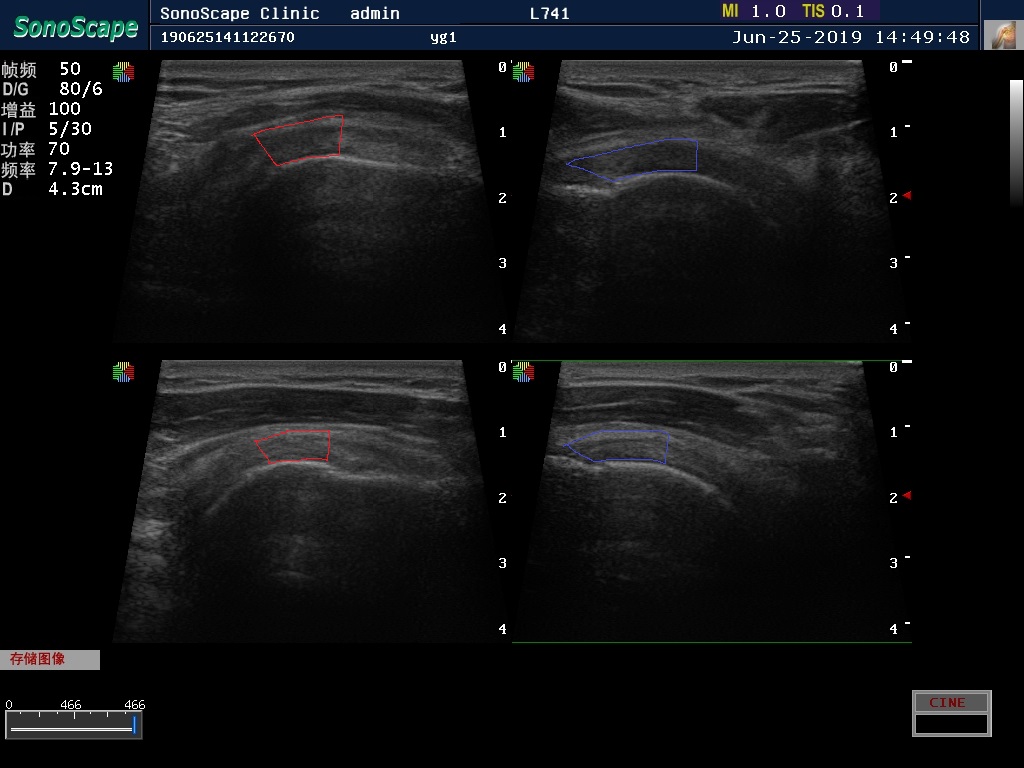 SonoScape
SonoScape Clinic admin L741 MI 1.0 TIS 0.1
190625141122670 yg1 Jun-25-2019 14:49:48
帧频 50
D/G 80/6
增益 100
I/P 5/30
功率 70
频率 7.9-13
D 4.3cm
0 0
1 1
2 2
3 3
4 4
0 0
1 1
2 2
3 3
4 4
存储图像
0 466 466
CINE